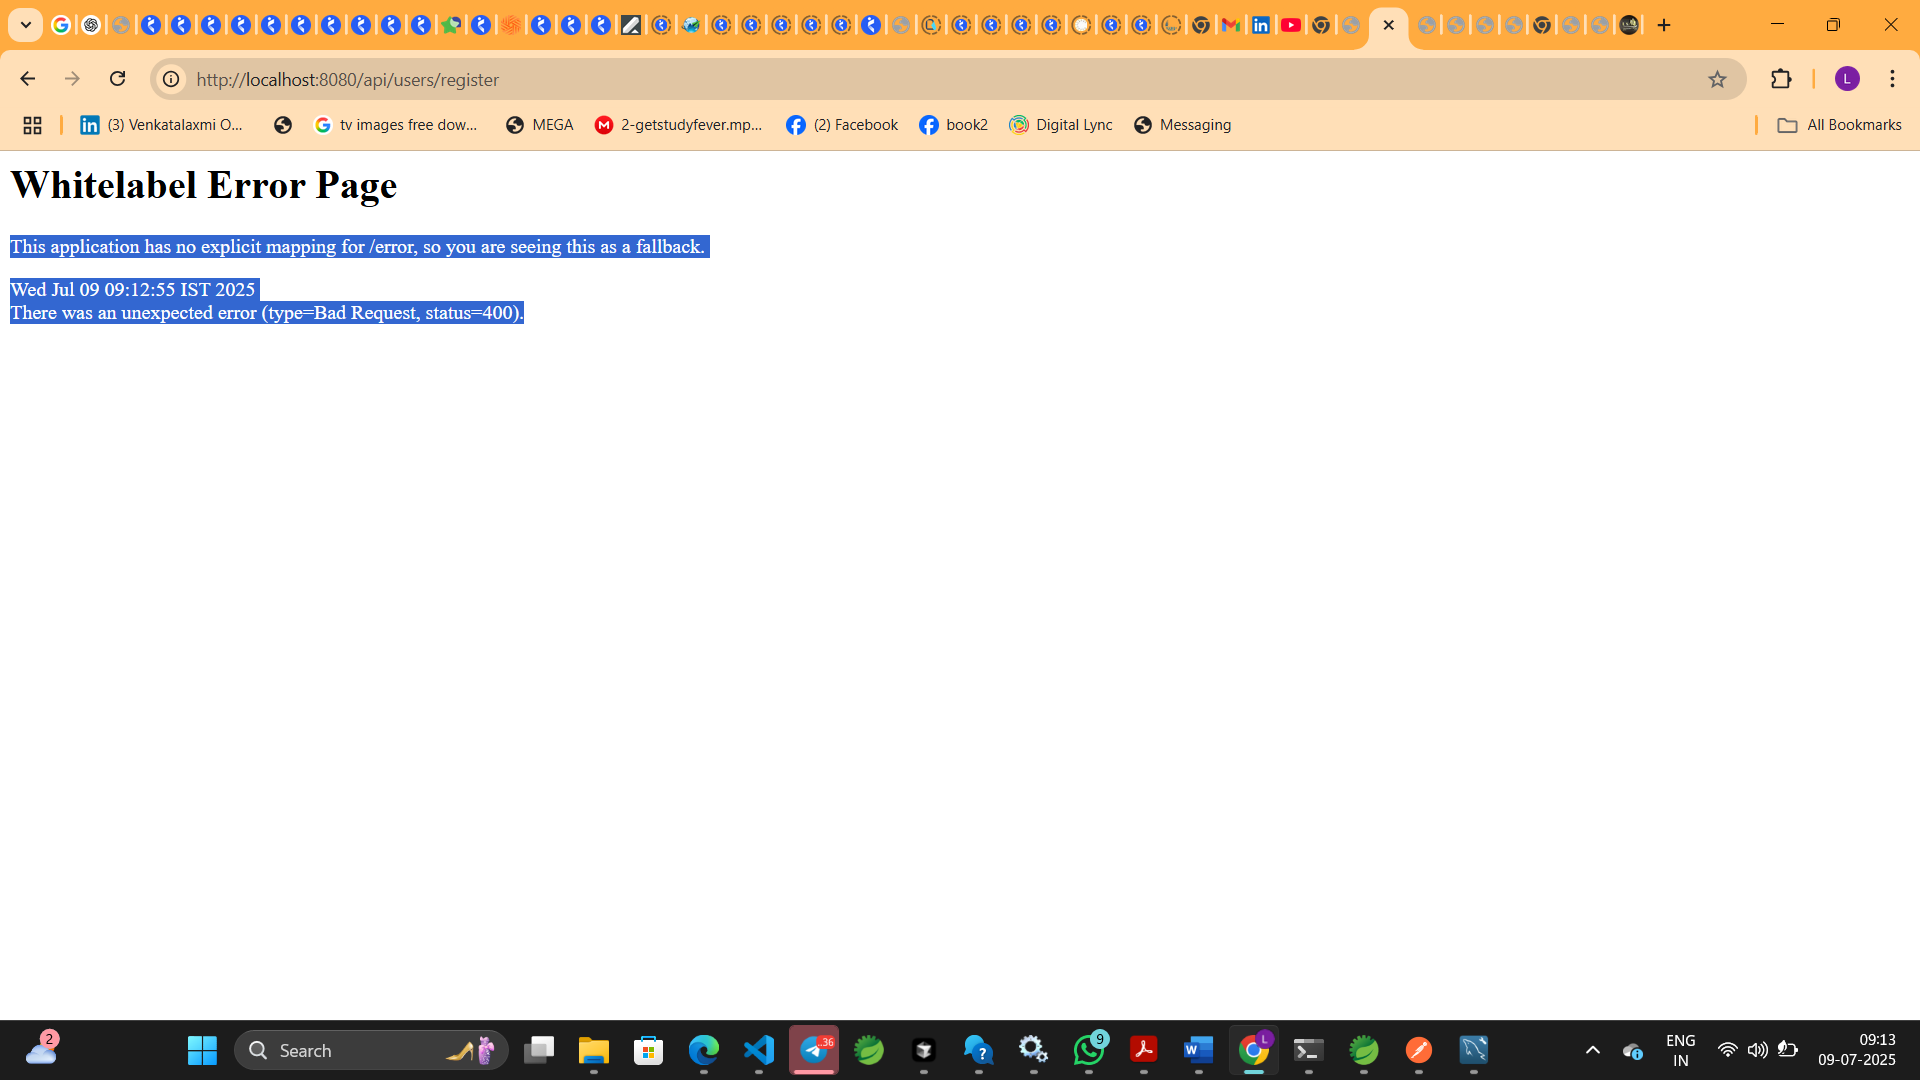 http://localhost:8080/api/users/register
L
(3) Venkatalaxmi O...
tv images free dow...
MEGA
2-getstudyfever.mp...
(2) Facebook
book2
Digital Lync
Messaging
All Bookmarks
Whitelabel Error Page
This application has no explicit mapping for /error, so you are seeing this as a fallback.
Wed Jul 09 09:12:55 IST 2025
There was an unexpected error (type=Bad Request, status=400).
2
Search
..36
9
L
ENG
IN
09:13
09-07-2025